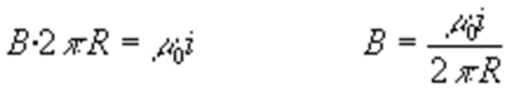 B·2πR = μ₀i    B = μ₀i / 2πR